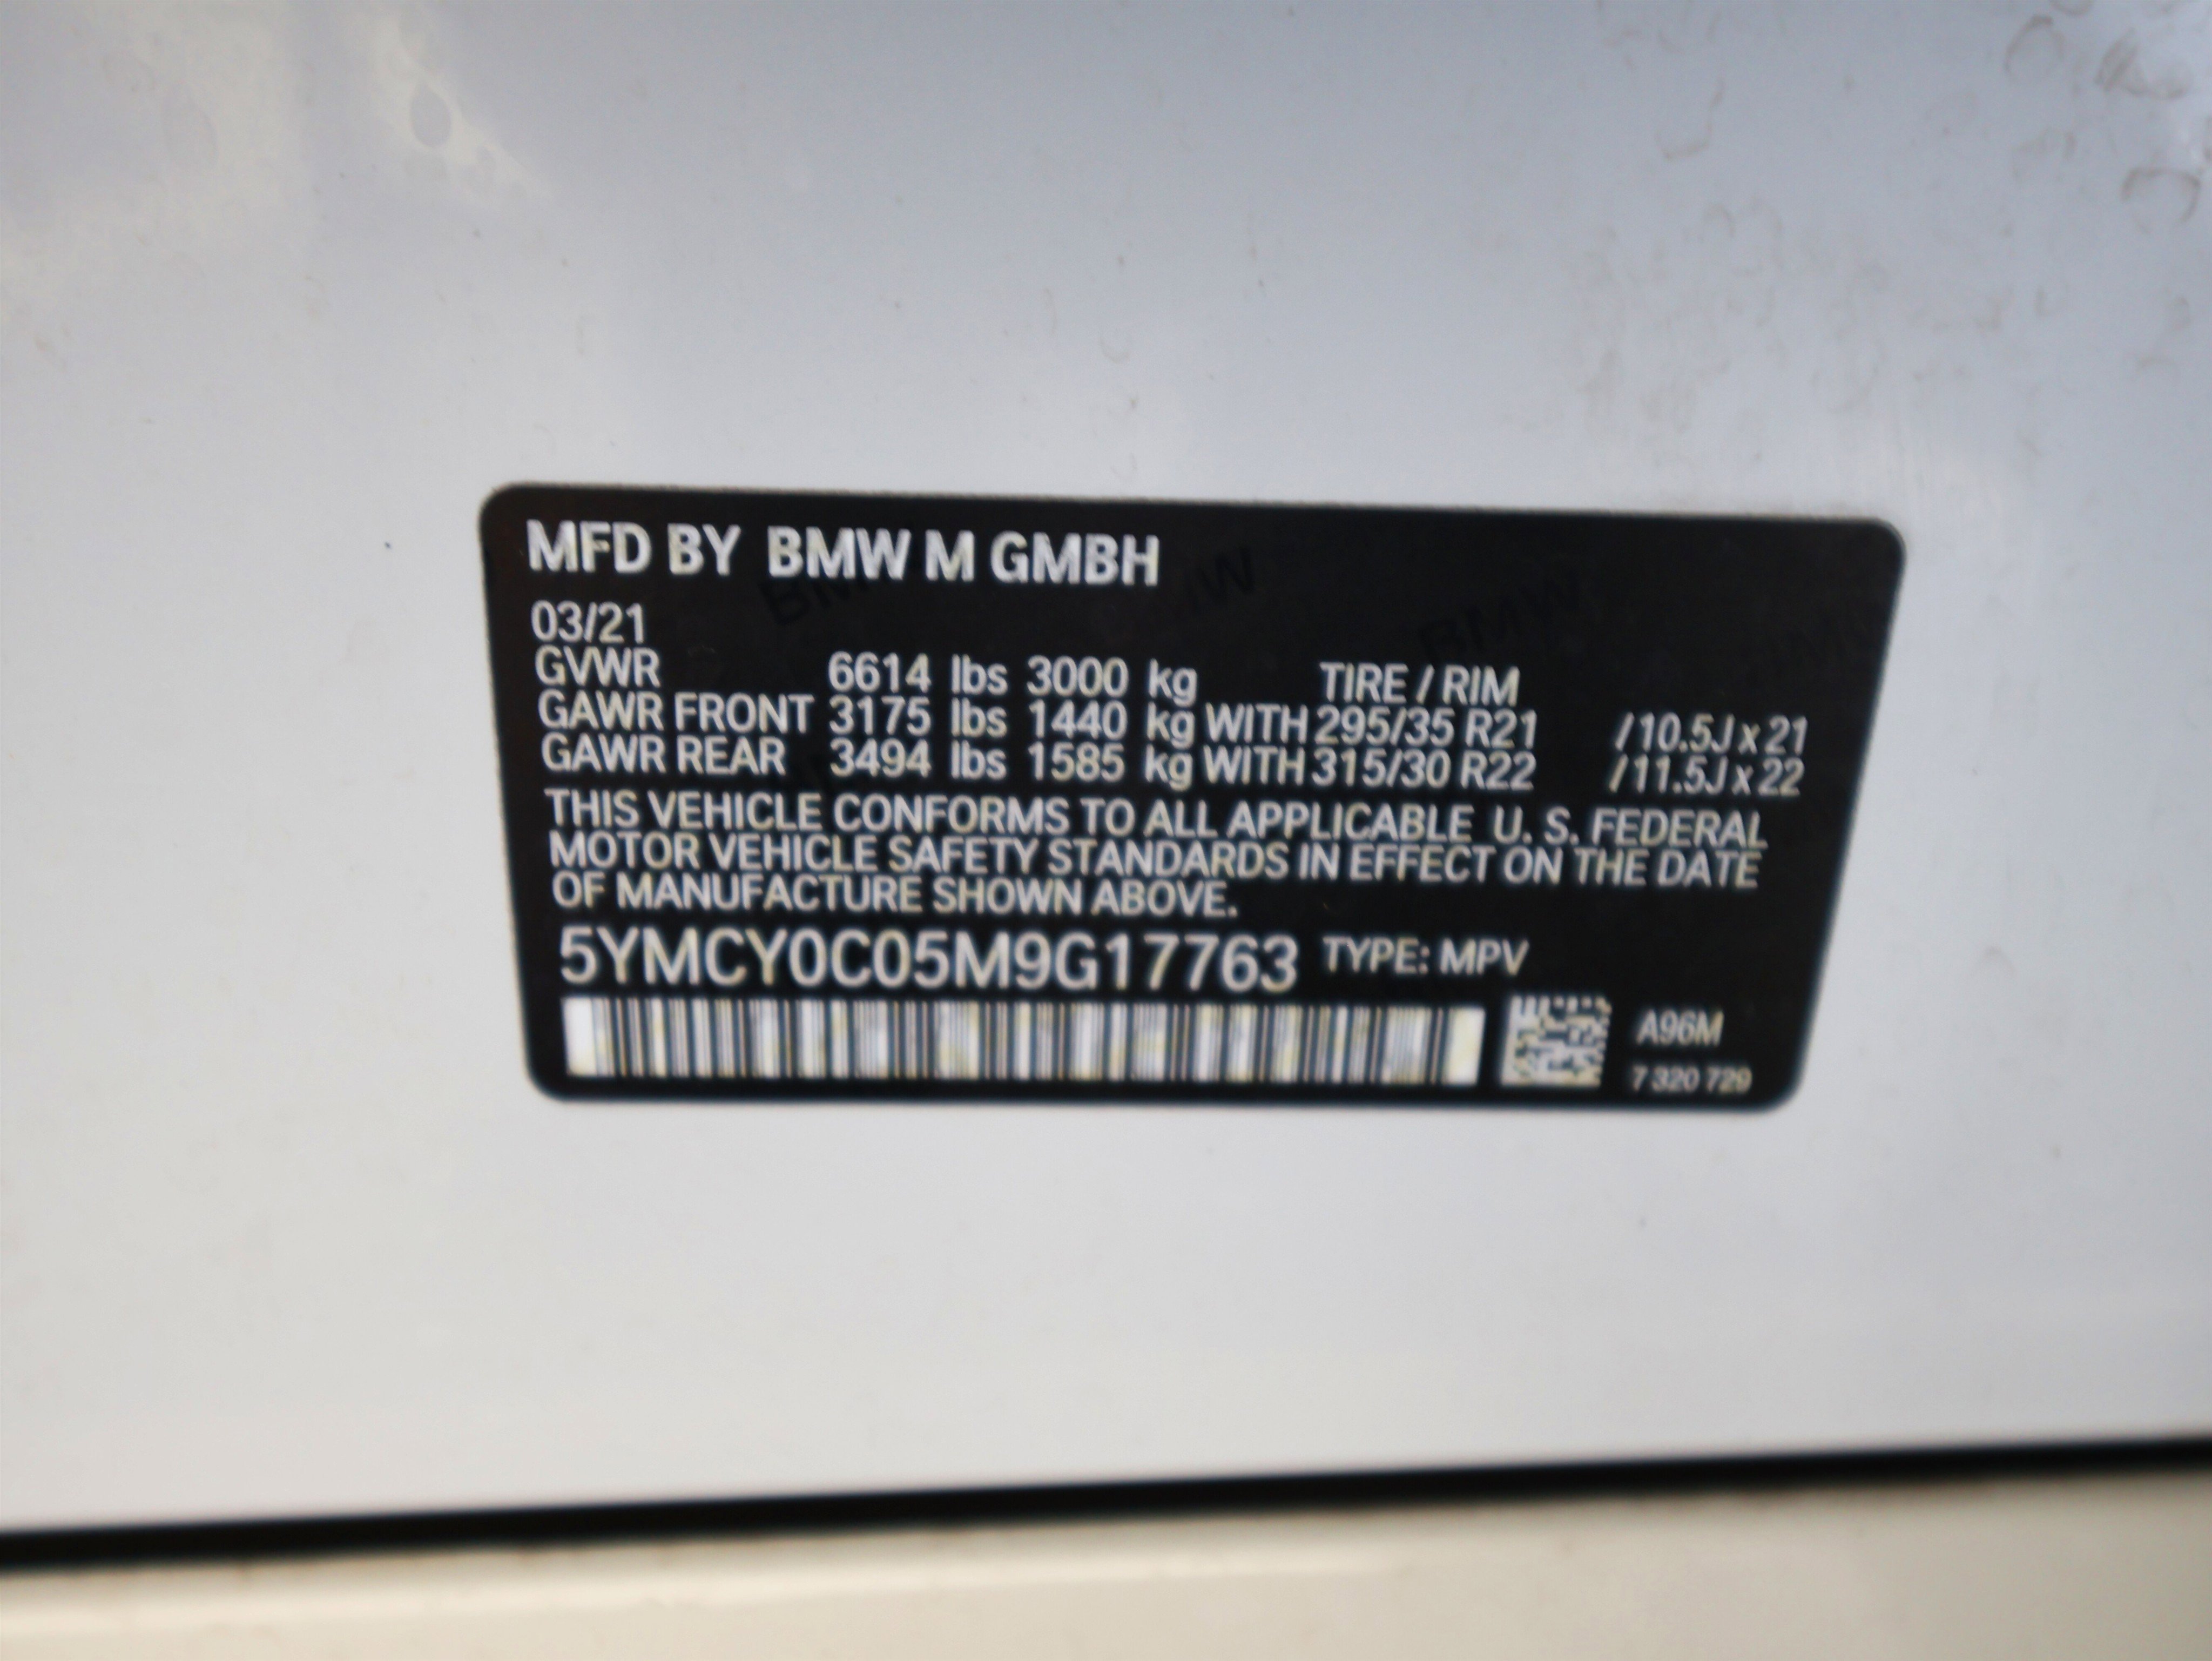 MFD BY BMW M GMBH
03/21
GVWR 6614 lbs 3000 kg TIRE / RIM
GAWR FRONT 3175 lbs 1440 kg WITH 295/35 R21 / 10.5J x 21
GAWR REAR 3494 lbs 1585 kg WITH 315/30 R22 / 11.5J x 22
THIS VEHICLE CONFORMS TO ALL APPLICABLE U. S. FEDERAL
MOTOR VEHICLE SAFETY STANDARDS IN EFFECT ON THE DATE
OF MANUFACTURE SHOWN ABOVE.
5YMCY0C05M9G17763 TYPE: MPV
A96M
7 320 729